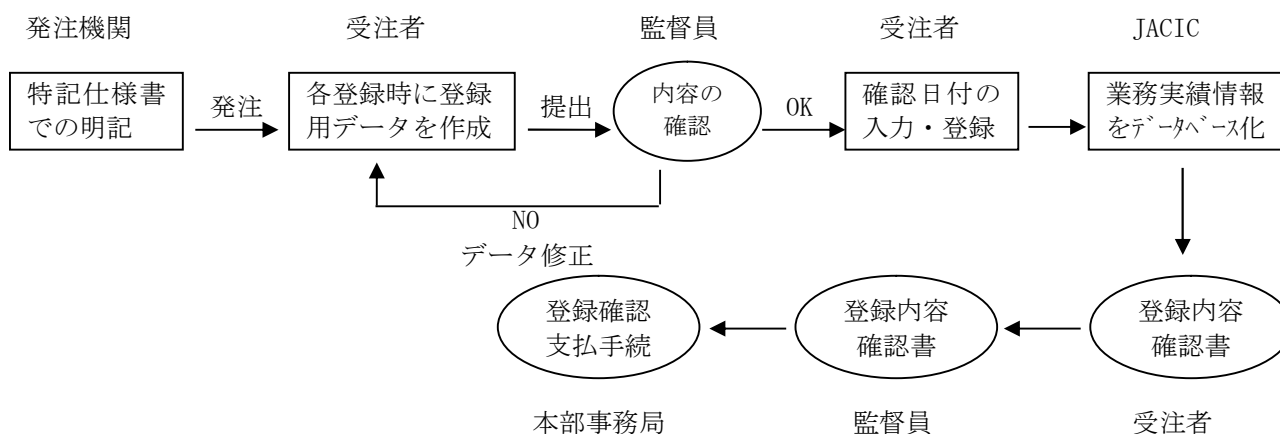 発注機関
受注者
監督員
受注者
JACIC
特記仕様書
での明記
発注
各登録時に登録
用データを作成
提出
内容の
確認
OK
確認日付の
入力・登録
業務実績情報
をﾃﾞｰﾀﾍﾞｰｽ化
NO
データ修正
登録確認
支払手続
登録内容
確認書
登録内容
確認書
本部事務局
監督員
受注者